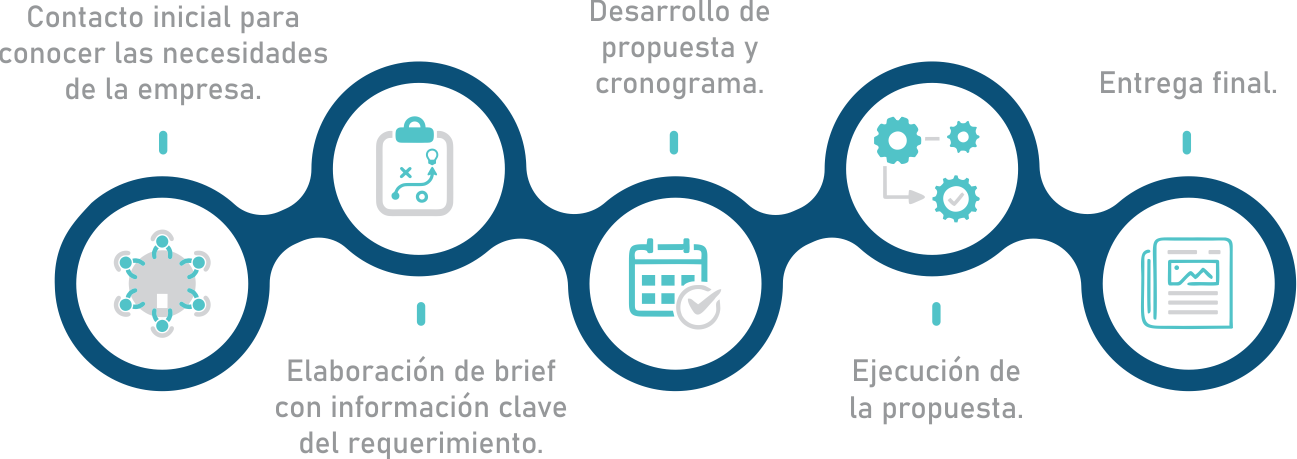 Contacto inicial para
conocer las necesidades
de la empresa.
Elaboración de brief
con información clave
del requerimiento.
Desarrollo de
propuesta y
cronograma.
Ejecución de
la propuesta.
Entrega final.